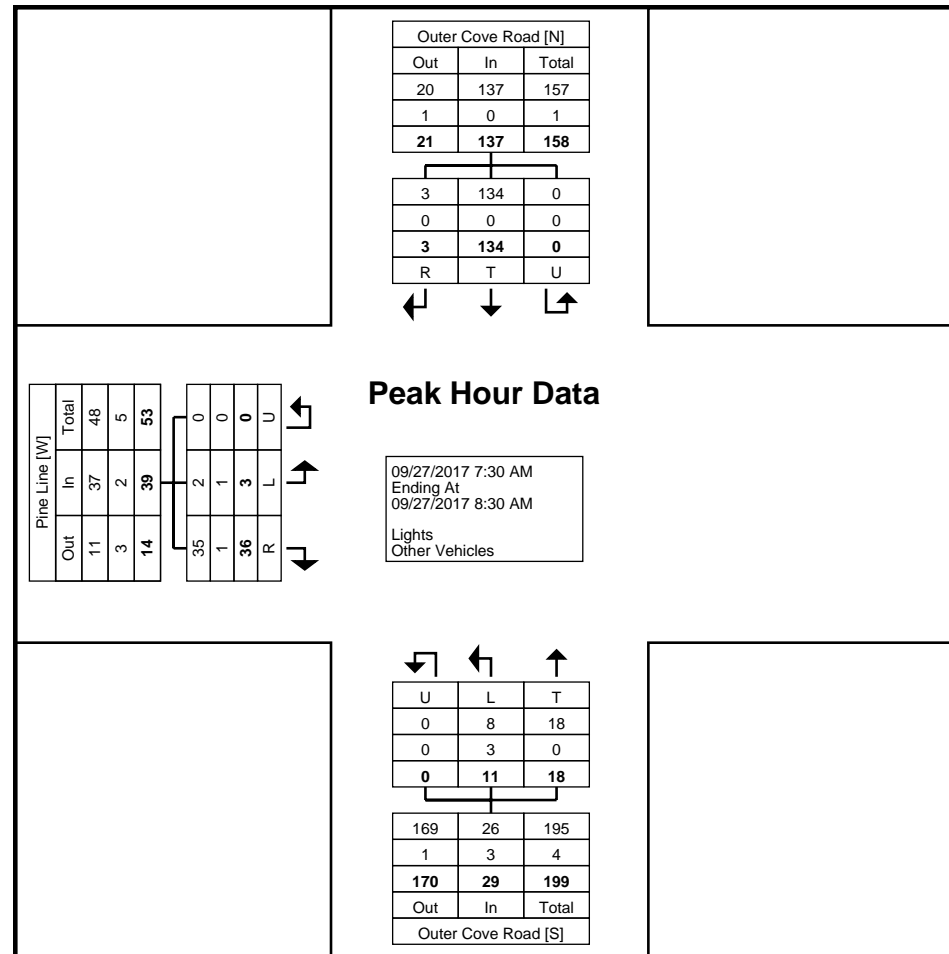 Outer Cove Road [N]
Out In Total
20 137 157
1 0 1
21 137 158
3 134 0
0 0 0
3 134 0
R T U
Peak Hour Data
Pine Line [W]
Out In Total
11 37 48
3 2 5
14 39 53
35 2 0
1 1 0
36 3 0
R L U
09/27/2017 7:30 AM
Ending At
09/27/2017 8:30 AM
Lights
Other Vehicles
U L T
0 8 18
0 3 0
0 11 18
169 26 195
1 3 4
170 29 199
Out In Total
Outer Cove Road [S]